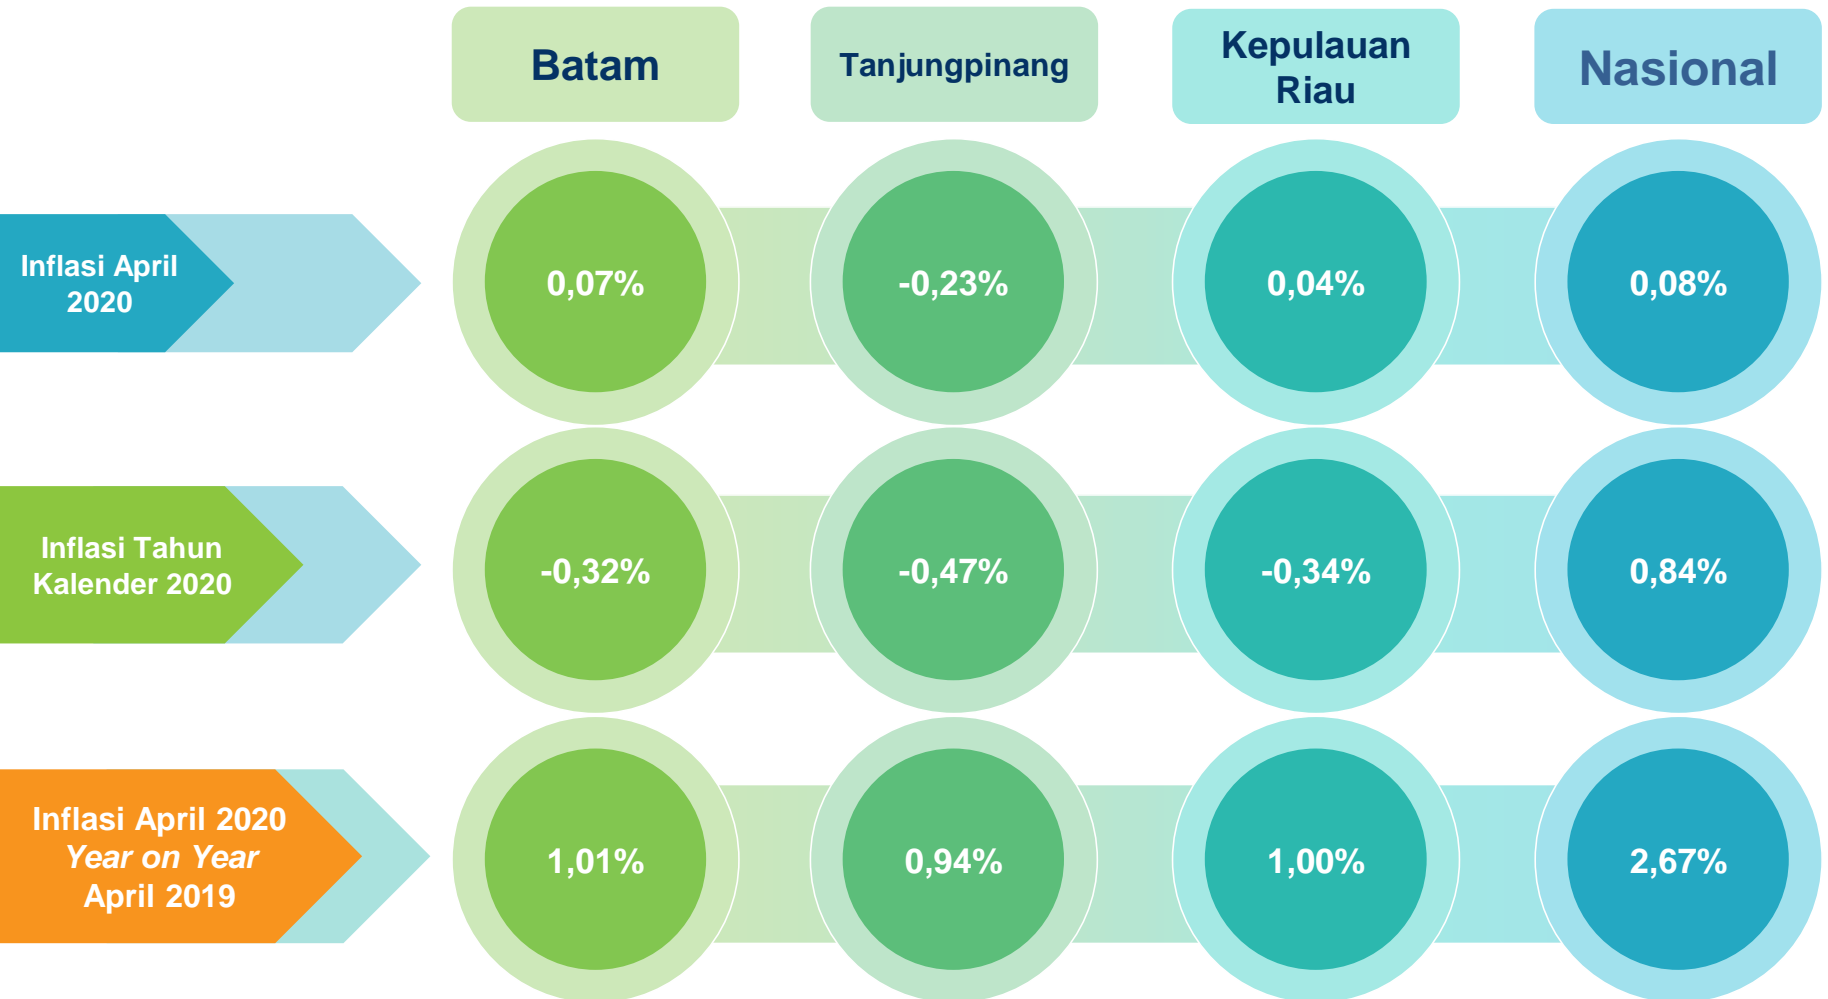 Batam
Tanjungpinang
Kepulauan
Riau
Nasional
Inflasi April
2020
0,07%
-0,23%
0,04%
0,08%
Inflasi Tahun
Kalender 2020
-0,32%
-0,47%
-0,34%
0,84%
Inflasi April 2020
Year on Year
April 2019
1,01%
0,94%
1,00%
2,67%